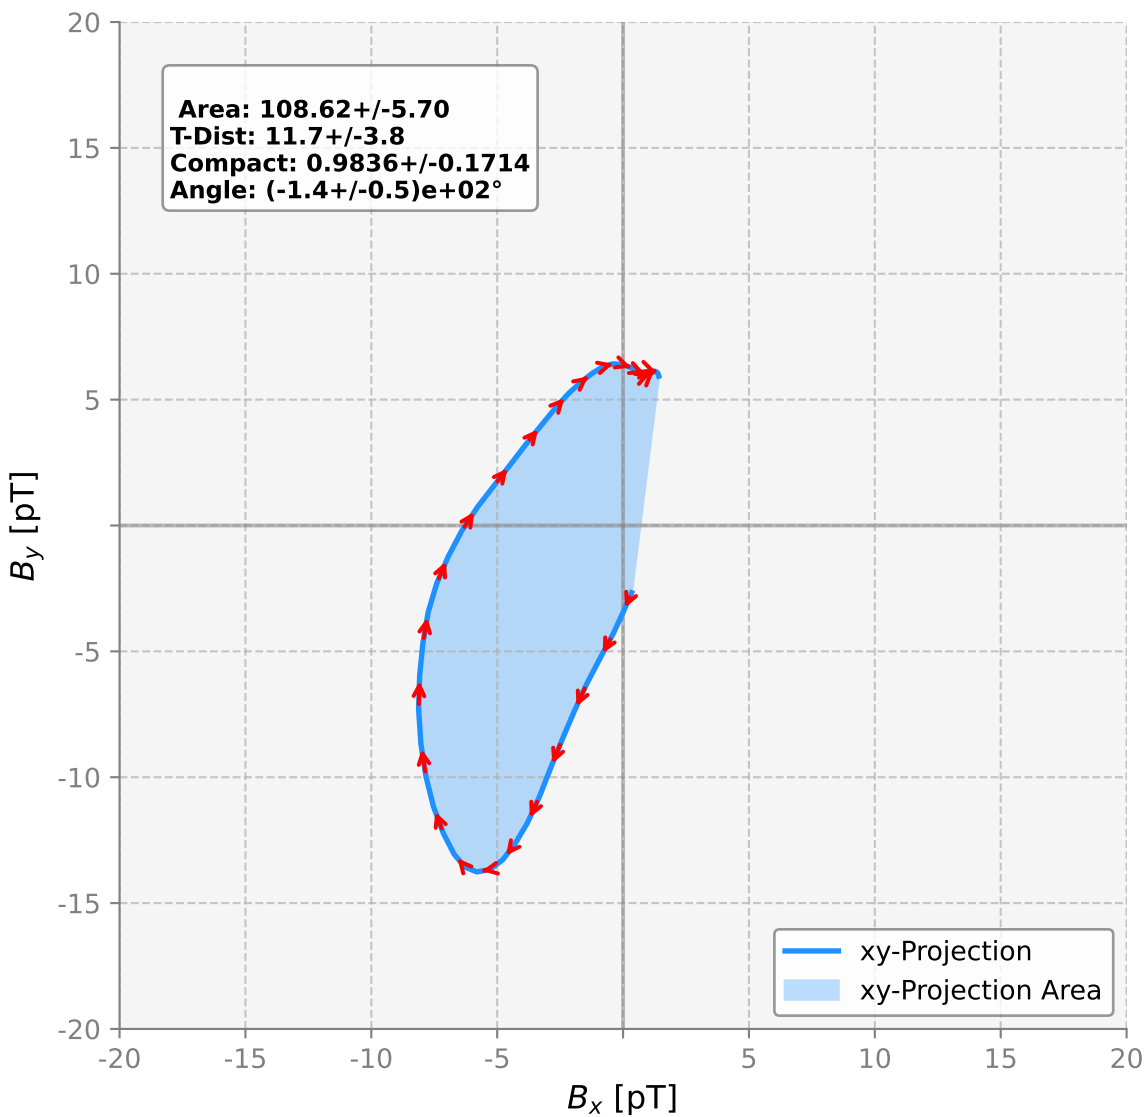 20
15
10
5
-5
-10
-15
-20
-20
-15
-10
-5
5
10
15
20
B_y [pT]
B_x [pT]
Area: 108.62+/-5.70
T-Dist: 11.7+/-3.8
Compact: 0.9836+/-0.1714
Angle: (-1.4+/-0.5)e+02°
xy-Projection
xy-Projection Area